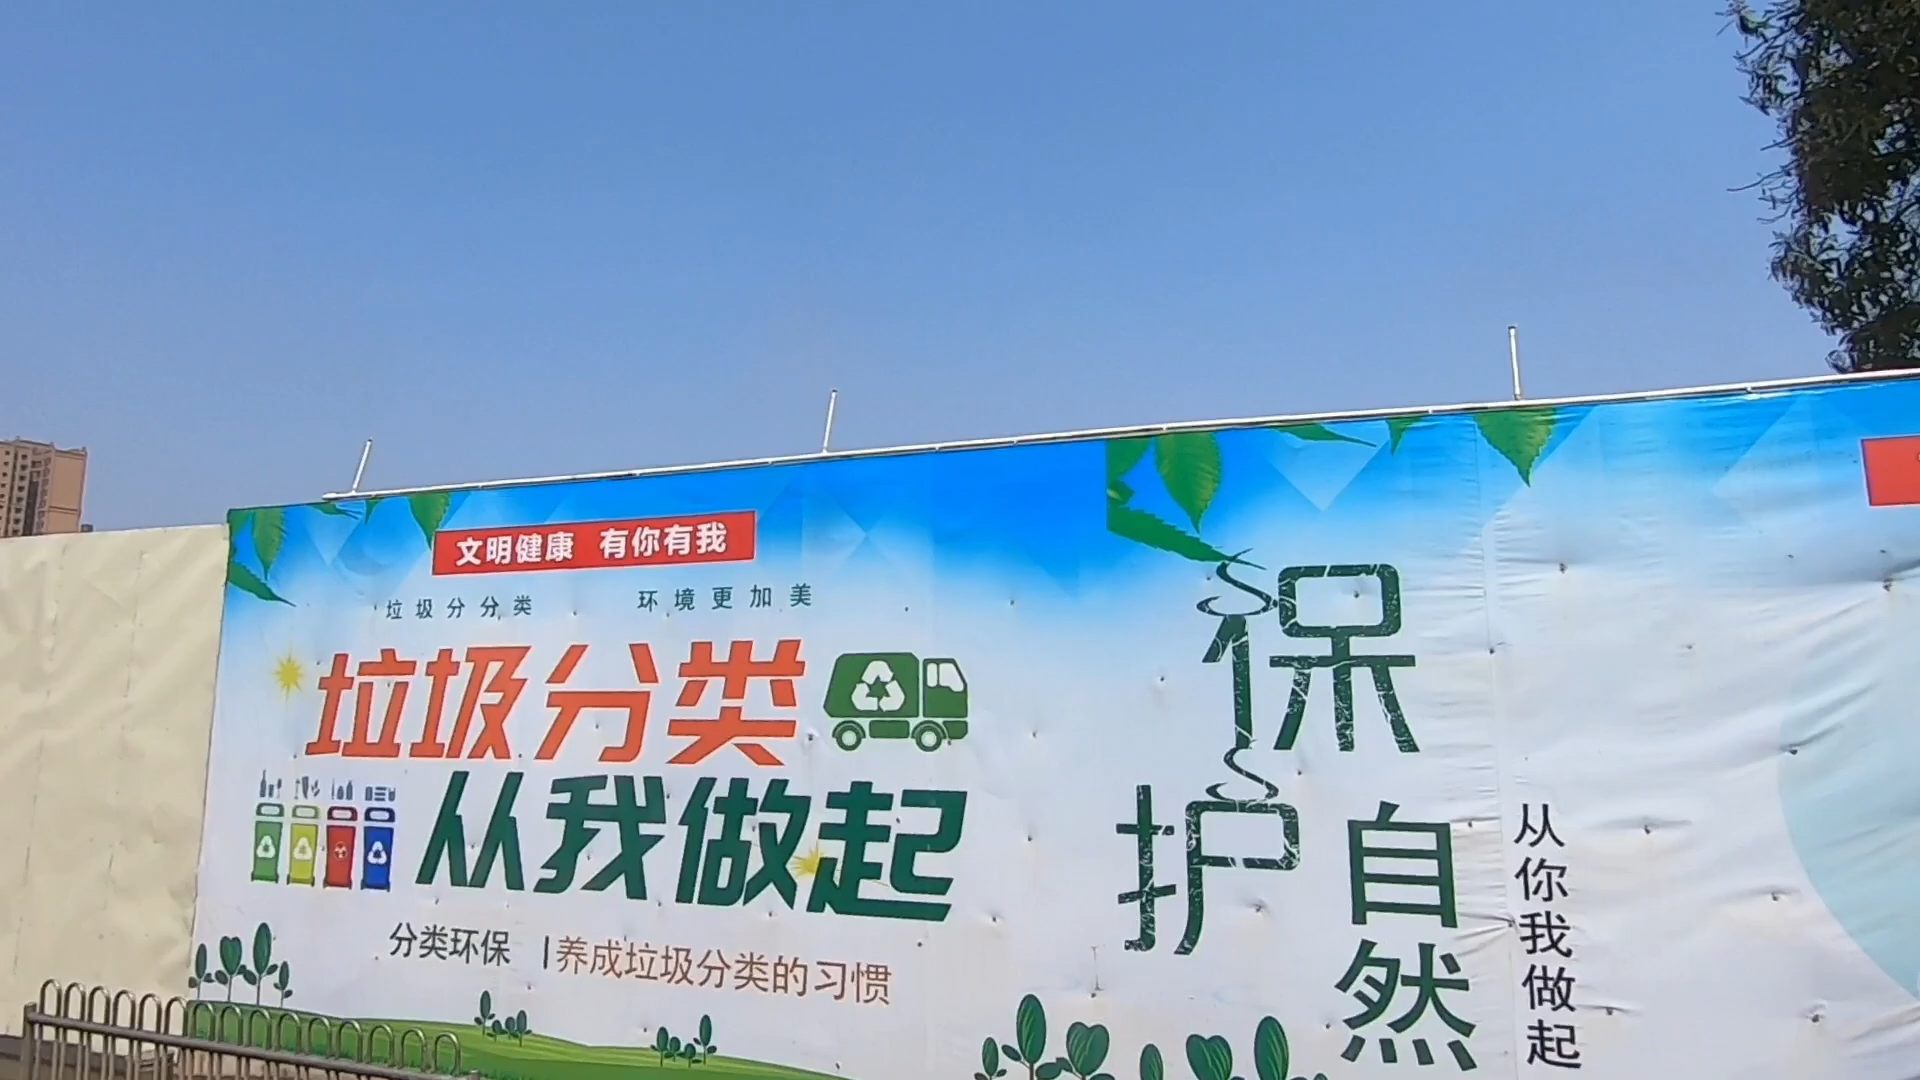 文明健康 有你有我
垃圾分分类 环境更加美
垃圾分类
从我做起
分类环保 |养成垃圾分类的习惯
保护
自然
从你我做起